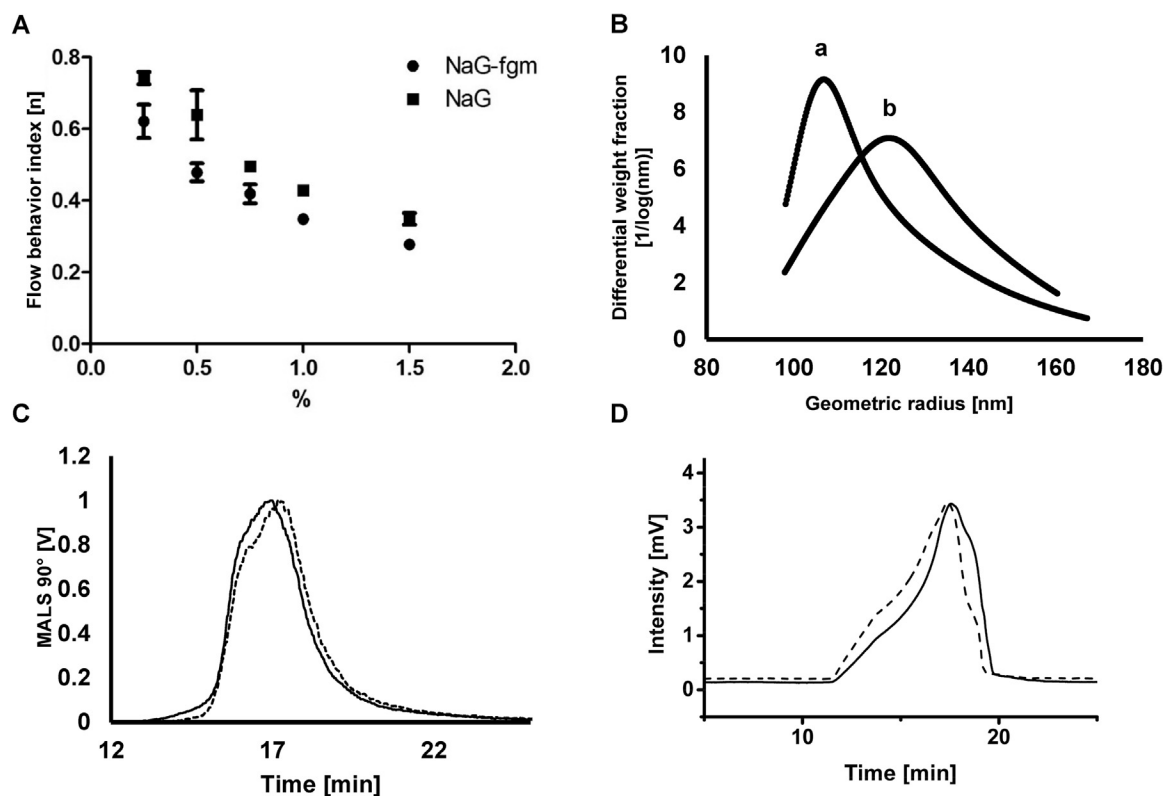 A
Flow behavior index [n]
0.8
0.6
0.4
0.2
0.0
0.0 0.5 1.0 1.5 2.0
%
NaG-fgm
NaG
B
Differential weight fraction
[1/log(nm)]
10
8
6
4
2
0
a
b
80 100 120 140 160 180
Geometric radius [nm]
C
MALS 90° [V]
1.2
1
0.8
0.6
0.4
0.2
0
12 17 22
Time [min]
D
Intensity [mV]
4
3
2
1
0
10 20
Time [min]